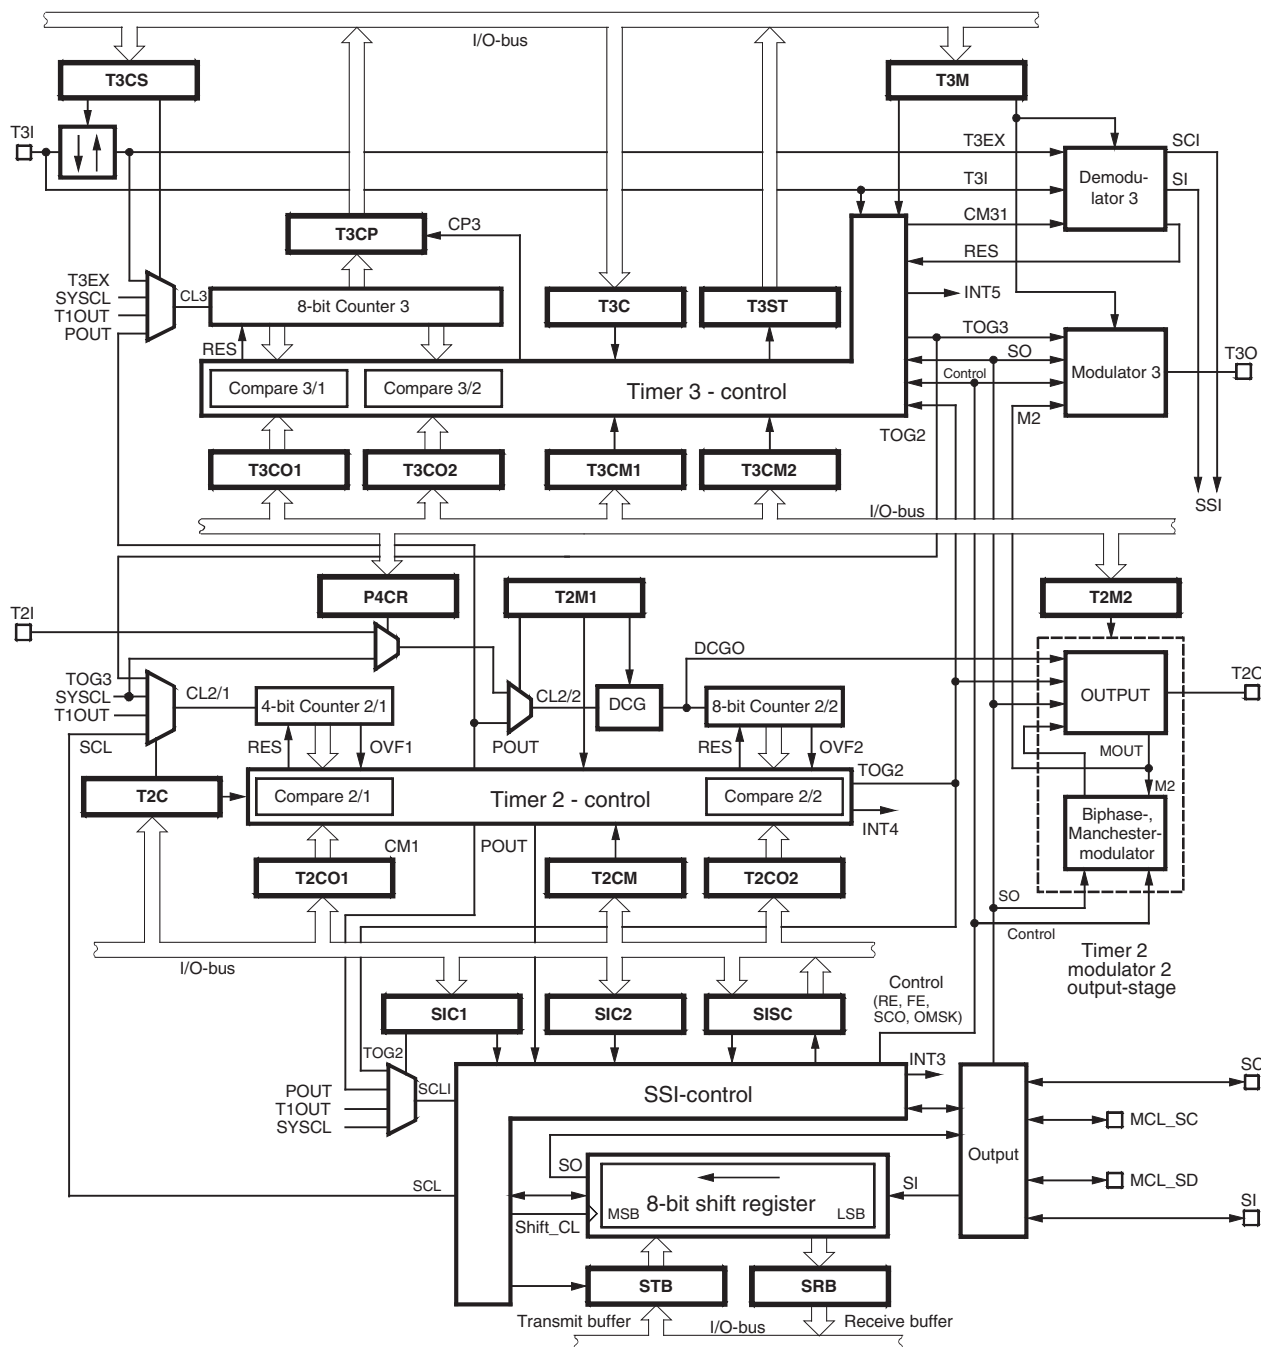 I/O-bus
T3CS
T3M
T3I
T3EX
SCI
Demodu-
lator 3
T3I
SI
T3CP
CP3
CM31
RES
T3EX
SYSCL
T1OUT
POUT
CL3
8-bit Counter 3
T3C
T3ST
INT5
RES
TOG3
SO
Control
Modulator 3
T3O
Compare 3/1
Compare 3/2
Timer 3 - control
M2
TOG2
T3CO1
T3CO2
T3CM1
T3CM2
SSI
I/O-bus
P4CR
T2M1
T2M2
T2I
DCGO
TOG3
SYSCL
T1OUT
SCL
CL2/1
4-bit Counter 2/1
CL2/2
DCG
8-bit Counter 2/2
OUTPUT
T2O
RES
OVF1
POUT
RES
OVF2
MOUT
TOG2
M2
T2C
Compare 2/1
Timer 2 - control
Compare 2/2
INT4
Biphase-,
Manchester-
modulator
CM1
POUT
T2CO1
T2CM
T2CO2
SO
Control
I/O-bus
Timer 2
modulator 2
output-stage
SIC1
SIC2
SISC
Control
(RE, FE,
SCO, OMSK)
TOG2
INT3
POUT
T1OUT
SYSCL
SCLI
SSI-control
SC
MCL_SC
Output
SO
SCL
SI
MCL_SD
8-bit shift register
MSB
LSB
Shift_CL
SI
STB
SRB
Transmit buffer
I/O-bus
Receive buffer